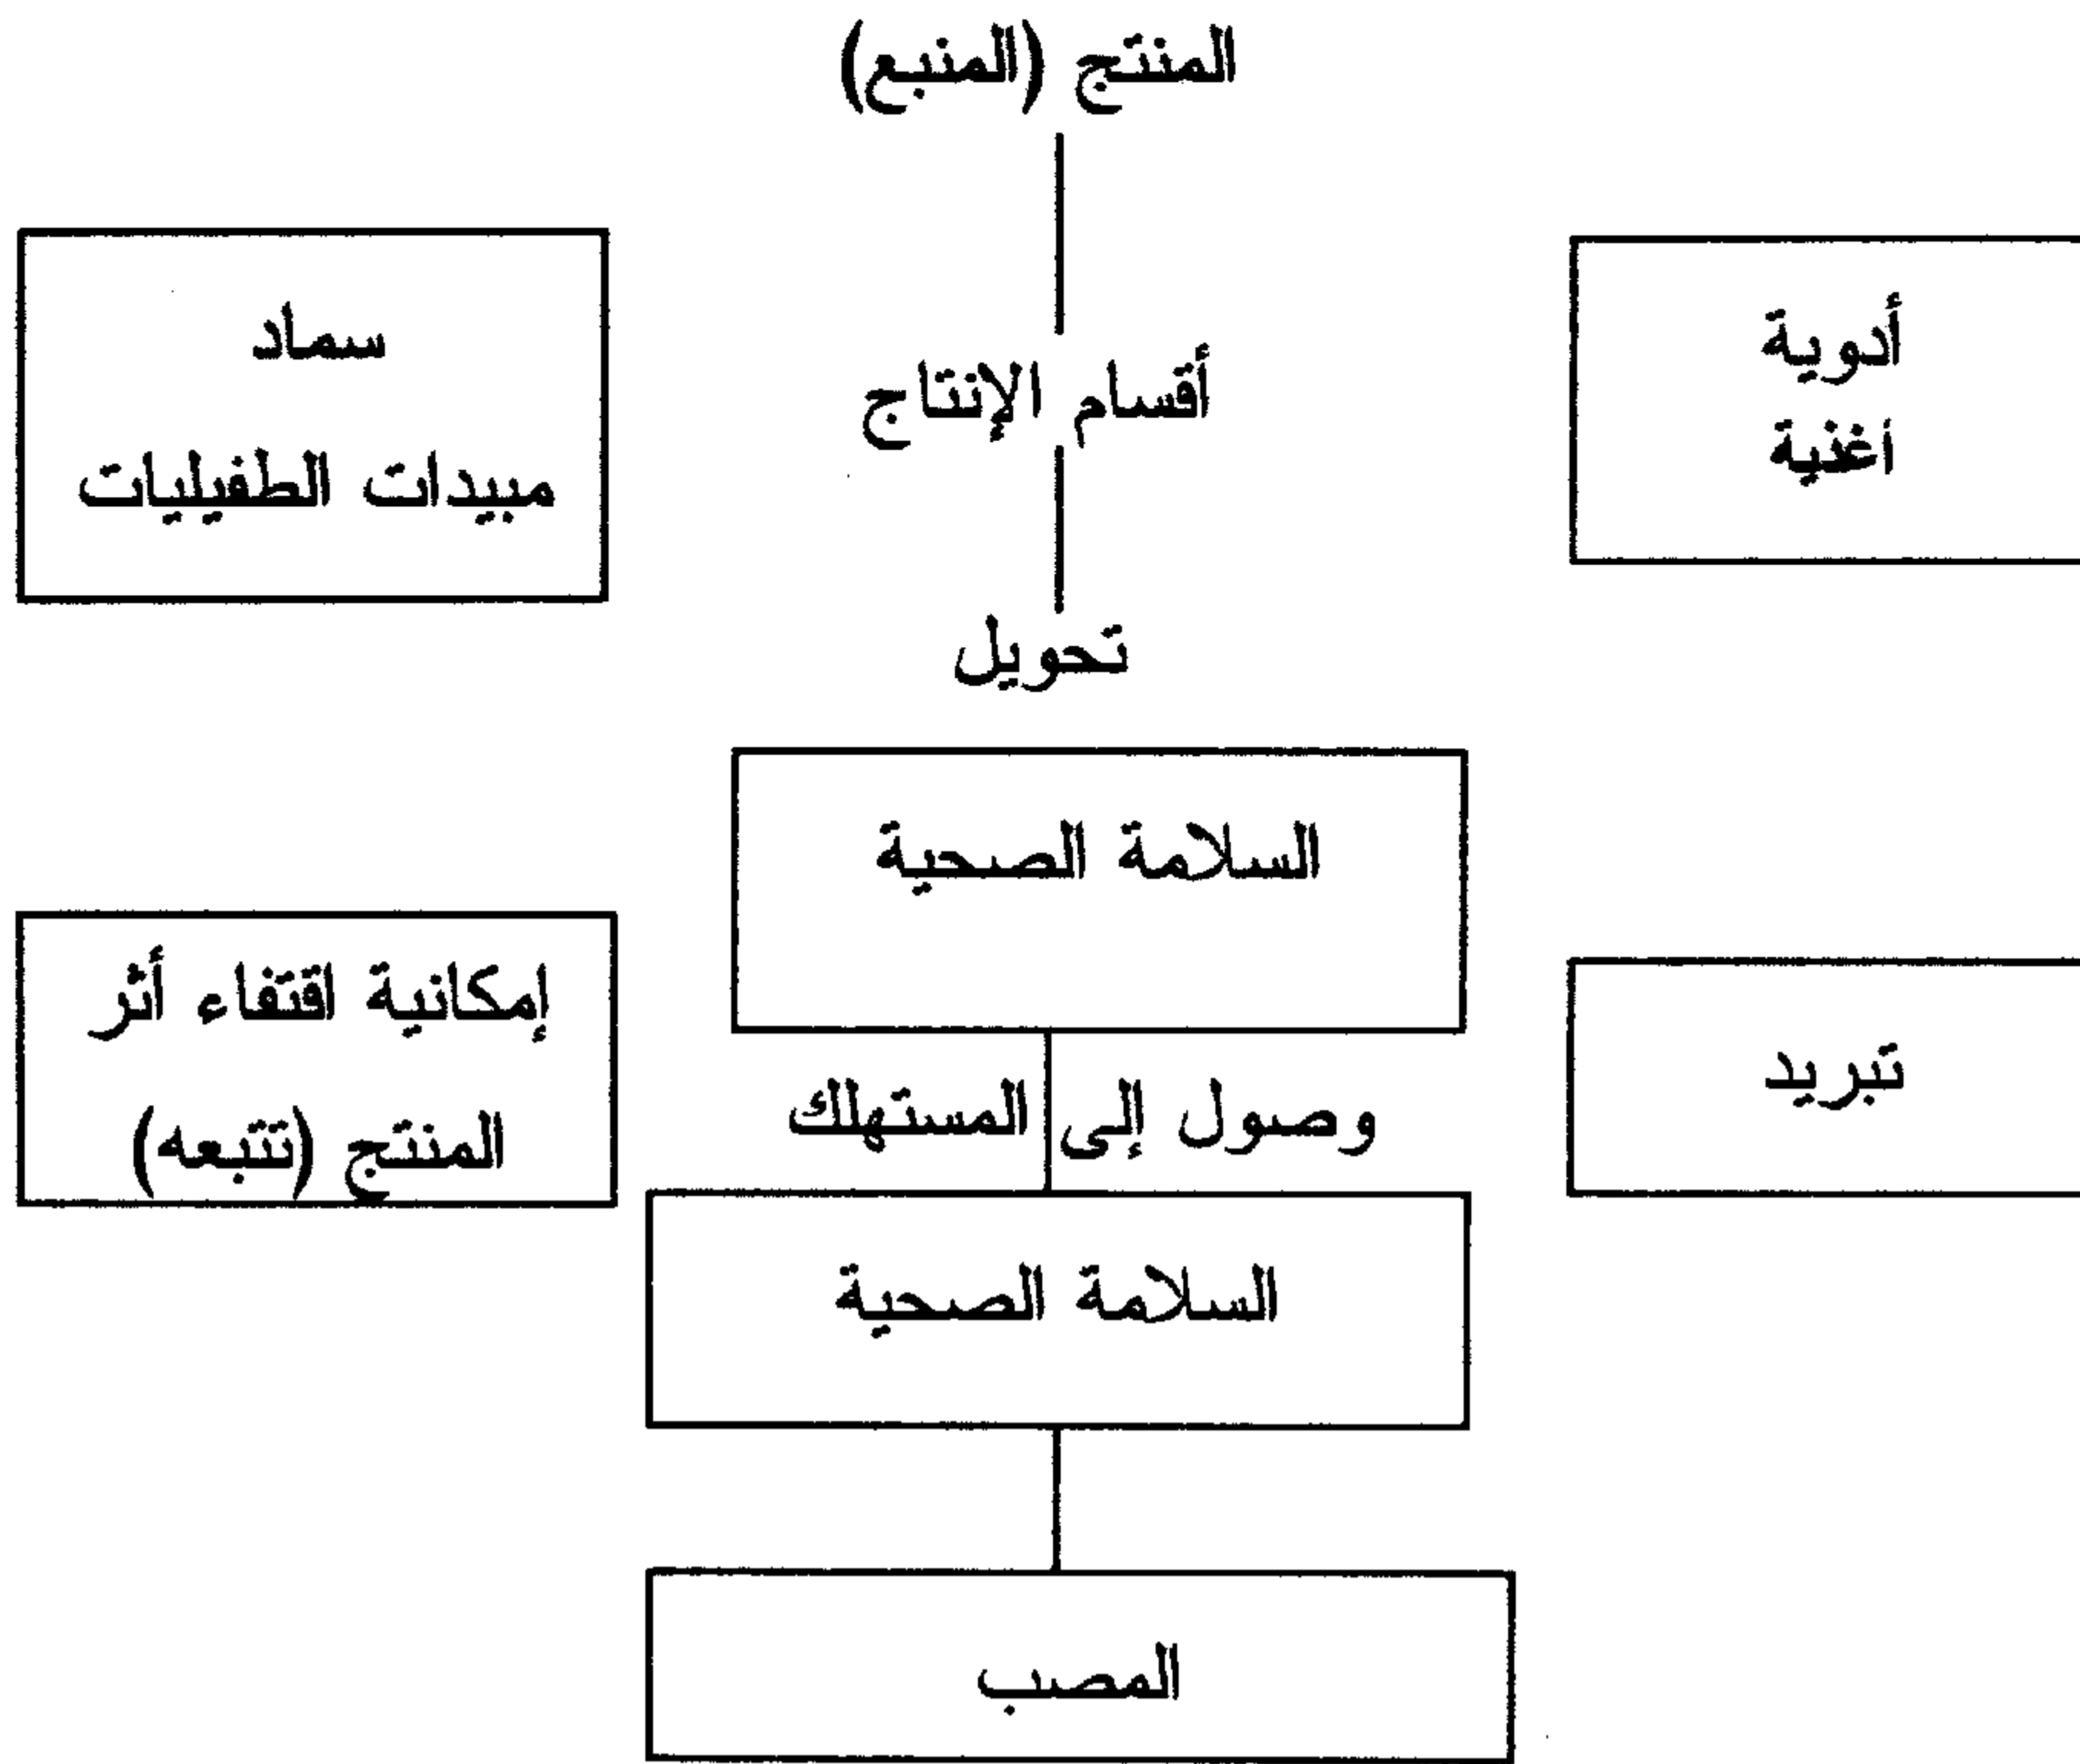 المنتج (المنبع)
أدوية
أغذية
سماد
مبيدات الطفيليات
أقسام الإنتاج
تحويل
السلامة الصحية
إمكانية اقتفاء أثر
المنتج (تتبعه)
تبريد
وصول إلى المستهلك
السلامة الصحية
المصب